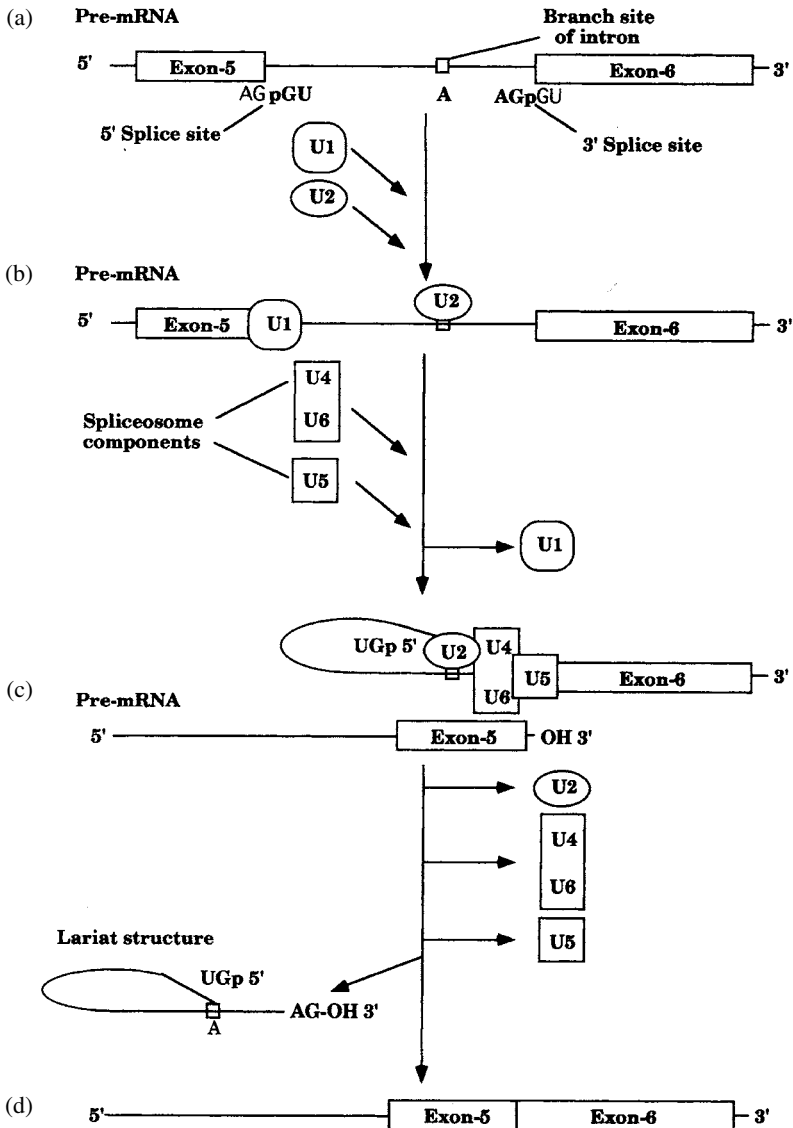 (a)
Pre-mRNA
Branch site
of intron
5'
Exon-5
Exon-6
3'
AGpGU
A
AGpGU
5' Splice site
3' Splice site
U1
U2
(b)
Pre-mRNA
U2
5'
Exon-5
U1
Exon-6
3'
U4
U6
Spliceosome
components
U5
U1
UGp 5'
U2
U4
U6
U5
Exon-6
3'
(c)
Pre-mRNA
5'
Exon-5
OH 3'
U2
U4
U6
U5
Lariat structure
UGp 5'
AG-OH 3'
A
(d)
5'
Exon-5
Exon-6
3'